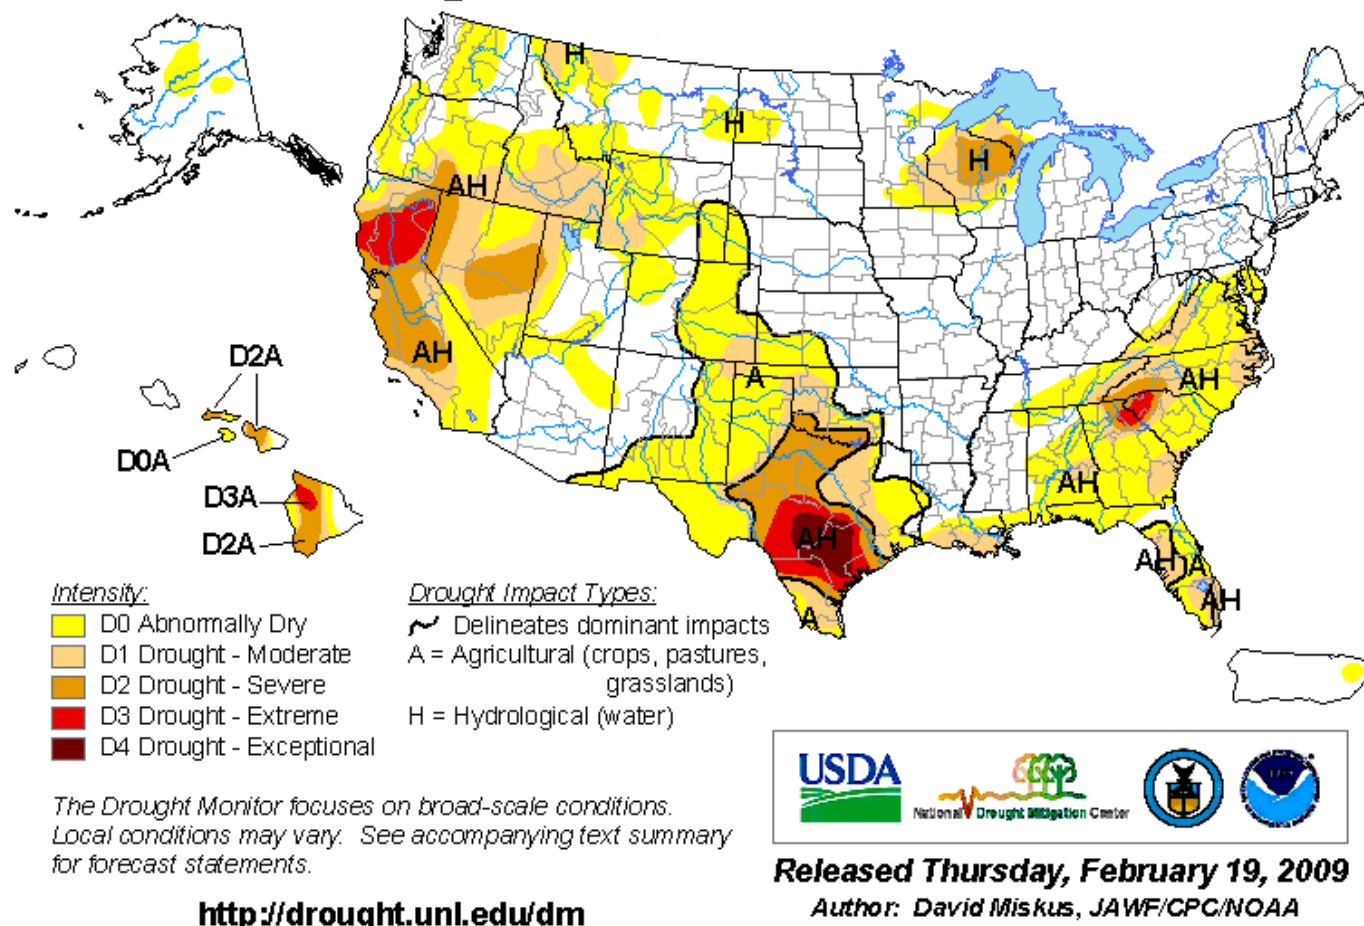 H
H
H
AH
AH
A
AH
AH
AH
A
AH
A
AH
D2A
D0A
D3A
D2A
Intensity:
D0 Abnormally Dry
D1 Drought - Moderate
D2 Drought - Severe
D3 Drought - Extreme
D4 Drought - Exceptional
Drought Impact Types:
Delineates dominant impacts
A = Agricultural (crops, pastures,
grasslands)
H = Hydrological (water)
The Drought Monitor focuses on broad-scale conditions.
Local conditions may vary. See accompanying text summary
for forecast statements.
http://drought.unl.edu/dm
USDA
National Drought Mitigation Center
Released Thursday, February 19, 2009
Author: David Miskus, JAWF/CPC/NOAA